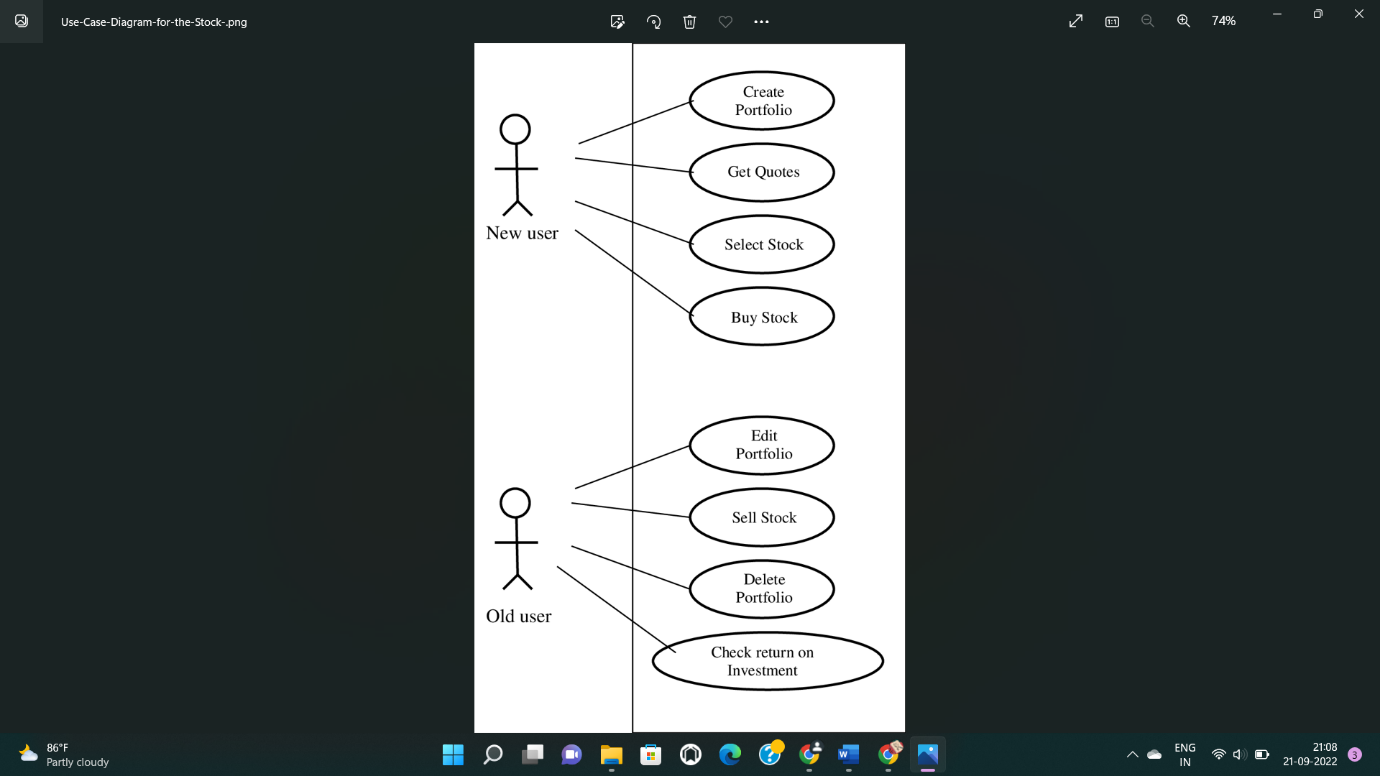 Use-Case-Diagram-for-the-Stock-.png
1:1
74%
Create
Portfolio
Get Quotes
Select Stock
Buy Stock
New user
Edit
Portfolio
Sell Stock
Delete
Portfolio
Check return on
Investment
Old user
86°F
Partly cloudy
W
ENG
IN
21:08
21-09-2022
3